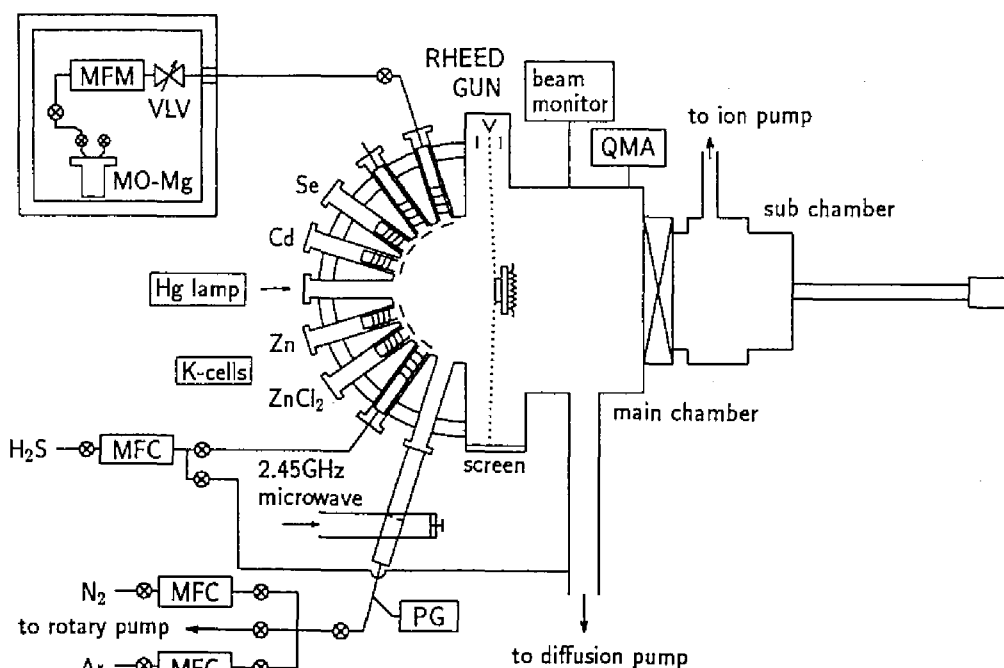 RHEED
GUN
beam
monitor
QMA
to ion pump
sub chamber
MFM
VLV
MO-Mg
Se
Cd
Hg lamp
Zn
K-cells
ZnCl₂
main chamber
screen
H₂S
MFC
2.45GHz
microwave
N₂
MFC
PG
to rotary pump
to diffusion pump
Ar
MFC